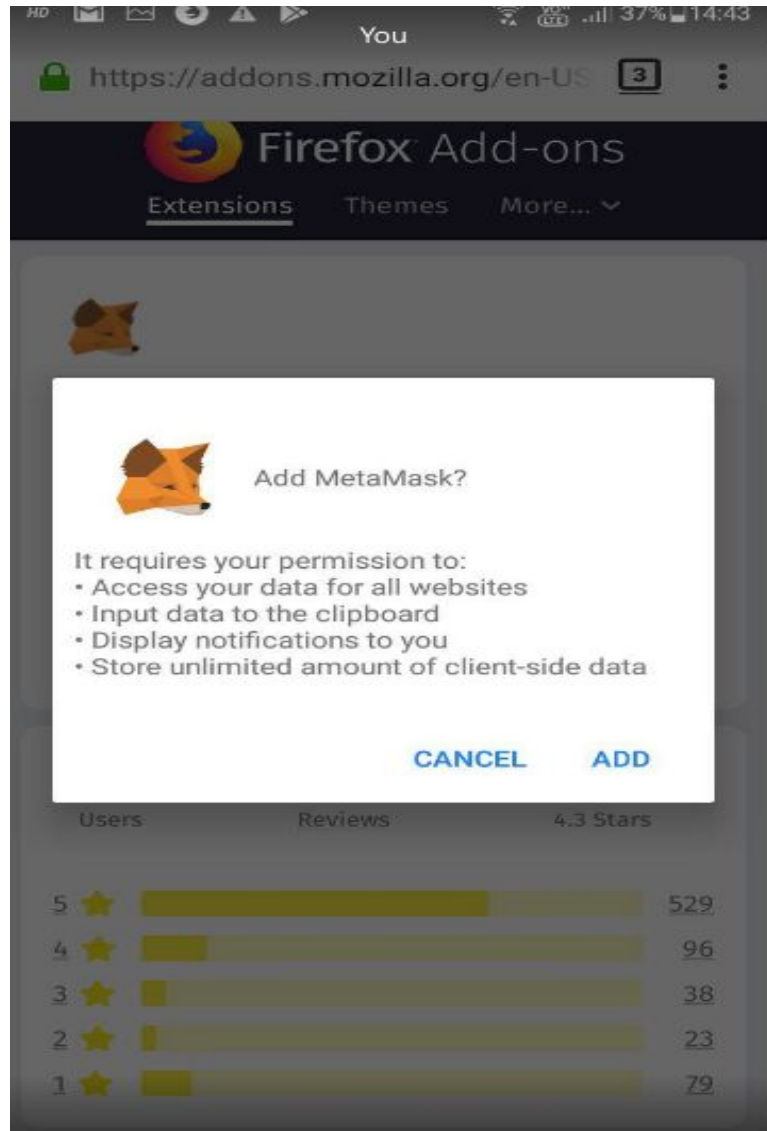 HD VO)) LTE 37% 14:43
You
https://addons.mozilla.org/en-US 3
Firefox Add-ons
Extensions Themes More...
Add MetaMask?
It requires your permission to:
• Access your data for all websites
• Input data to the clipboard
• Display notifications to you
• Store unlimited amount of client-side data
CANCEL ADD
Users Reviews 4.3 Stars
5 529
4 96
3 38
2 23
1 79